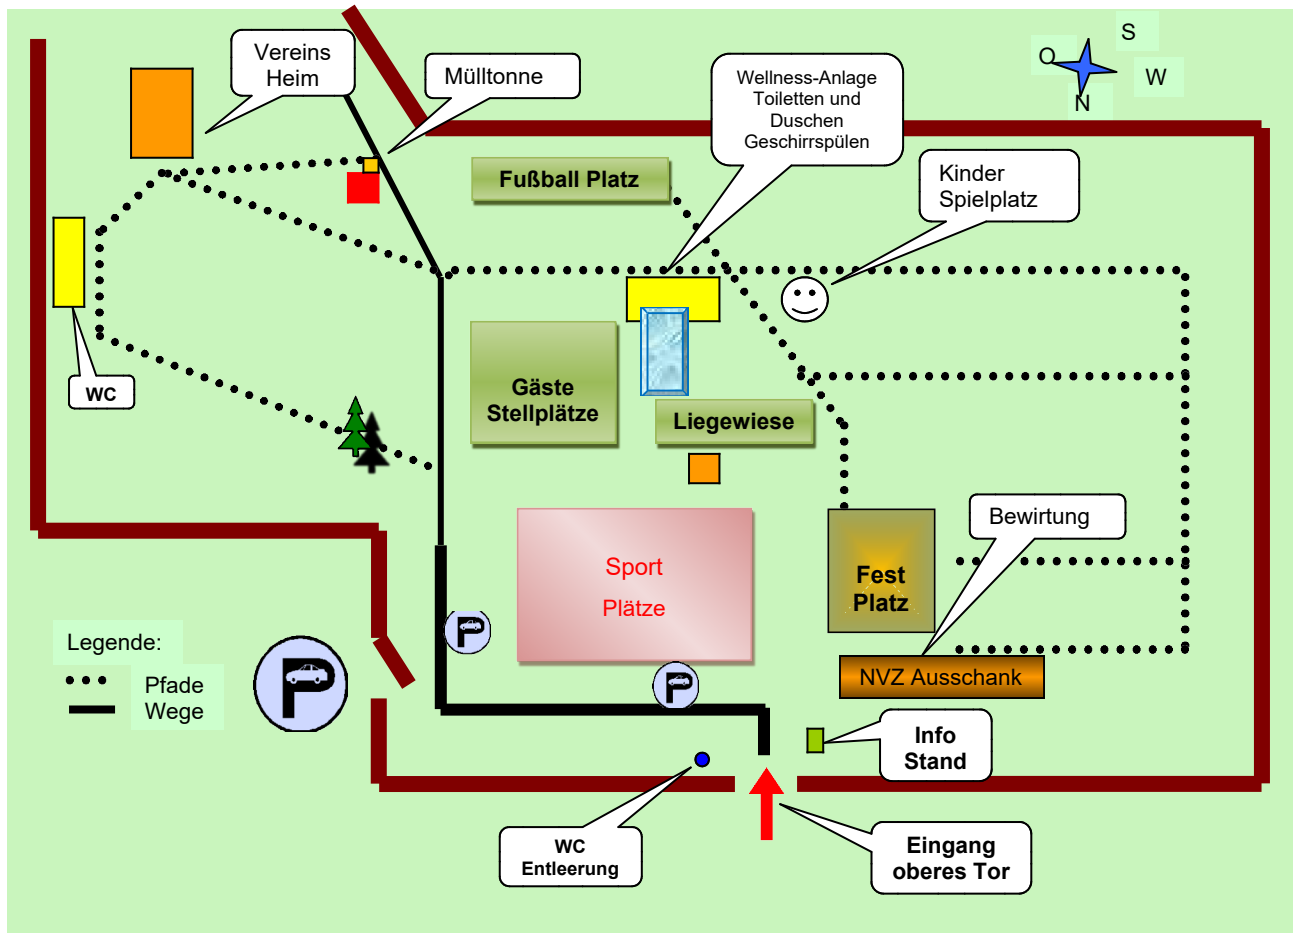 Vereins
Heim
Mülltonne
Wellness-Anlage
Toiletten und
Duschen
Geschirrspülen
S
O
W
N
Fußball Platz
Kinder
Spielplatz
WC
Gäste
Stellplätze
Liegewiese
Bewirtung
Sport
Plätze
Fest
Platz
Legende:
Pfade
Wege
P
P
P
NVZ Ausschank
Info
Stand
WC
Entleerung
Eingang
oberes Tor